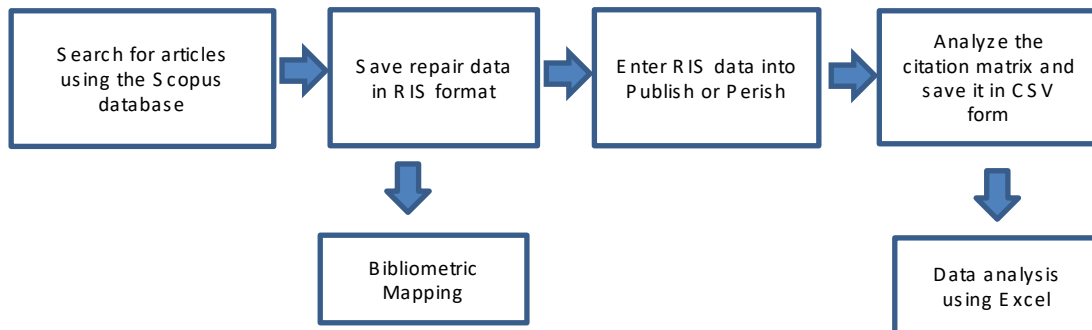 Search for articles
using the Scopus
database
Save repair data
in RIS format
Enter RIS data into
Publish or Perish
Analyze the
citation matrix and
save it in CSV
form
Bibliometric
Mapping
Data analysis
using Excel